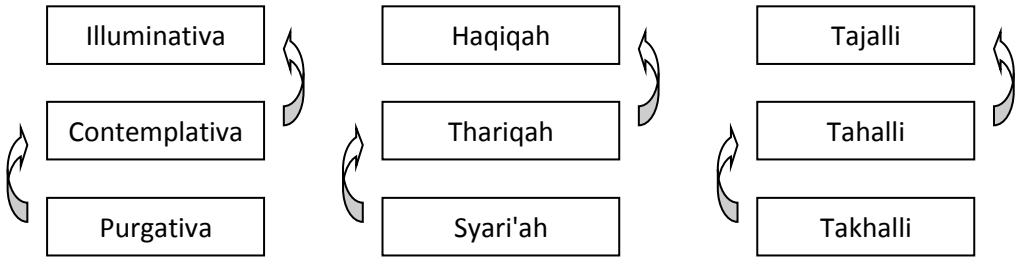 Illuminativa
Haqiqah
Tajalli
Contemplativa
Thariqah
Tahalli
Purgativa
Syari'ah
Takhalli